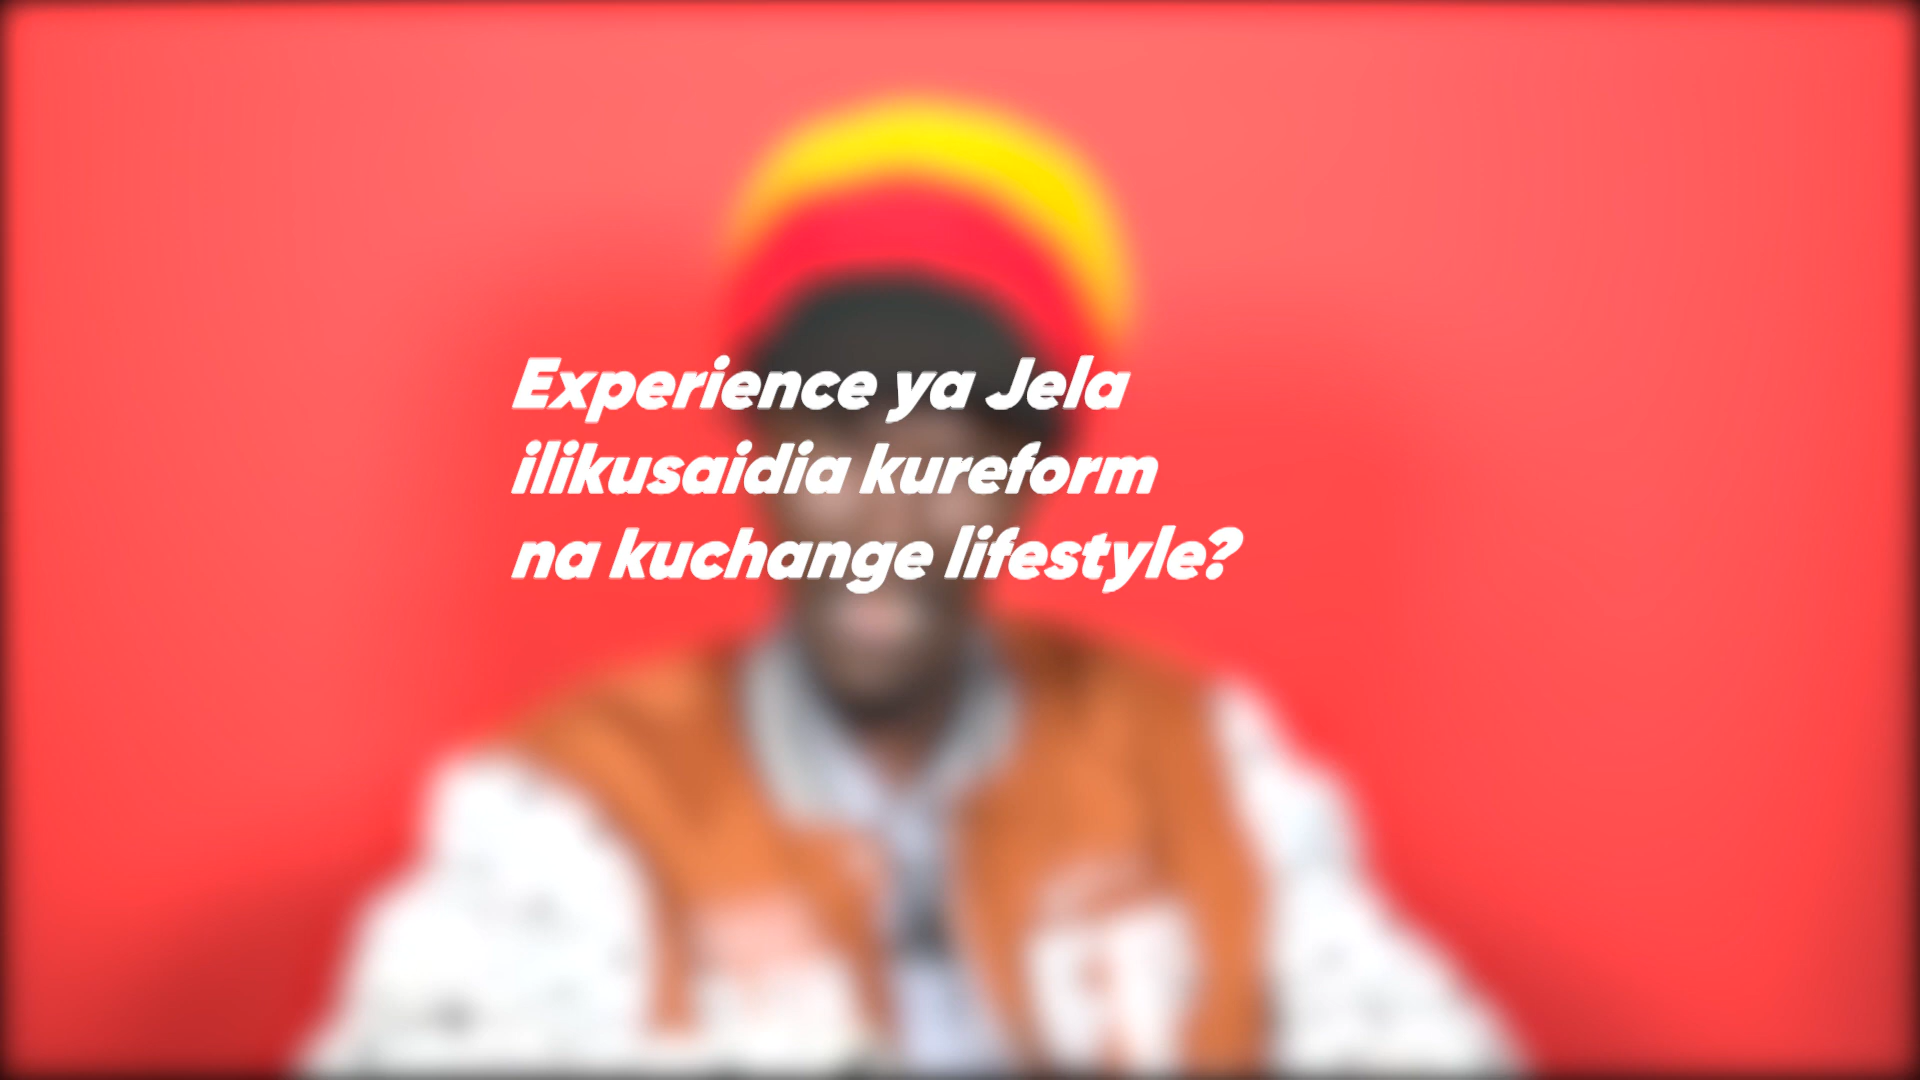 Experience ya Jela
ilikusaidia kureform
na kuchange lifestyle?